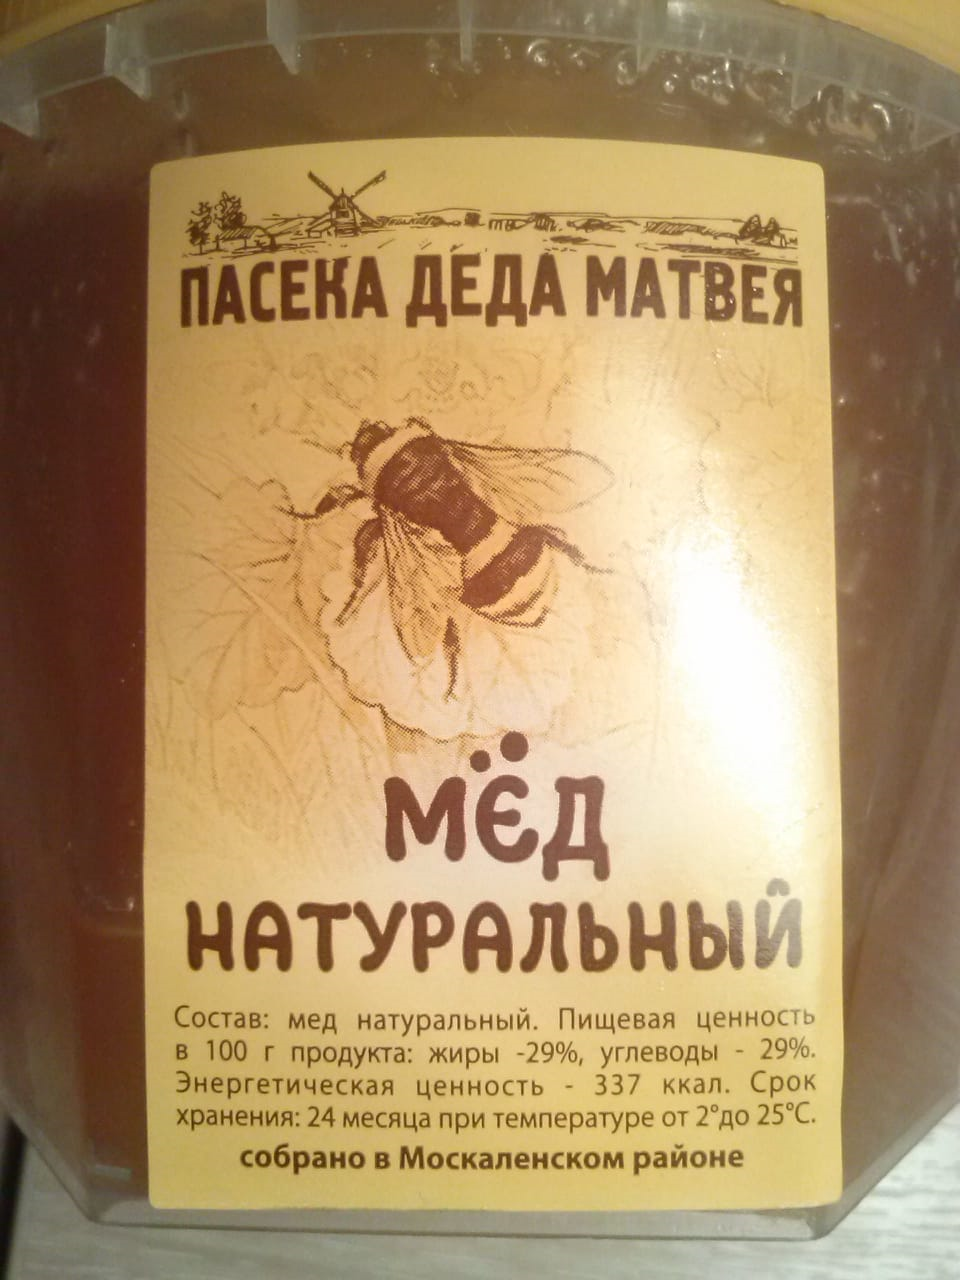 ПАСЕКА ДЕДА МАТВЕЯ
МЁД
НАТУРАЛЬНЫЙ
Состав: мед натуральный. Пищевая ценность
в 100 г продукта: жиры -29%, углеводы - 29%.
Энергетическая ценность - 337 ккал. Срок
хранения: 24 месяца при температуре от 2°до 25°С.
собрано в Москаленском районе